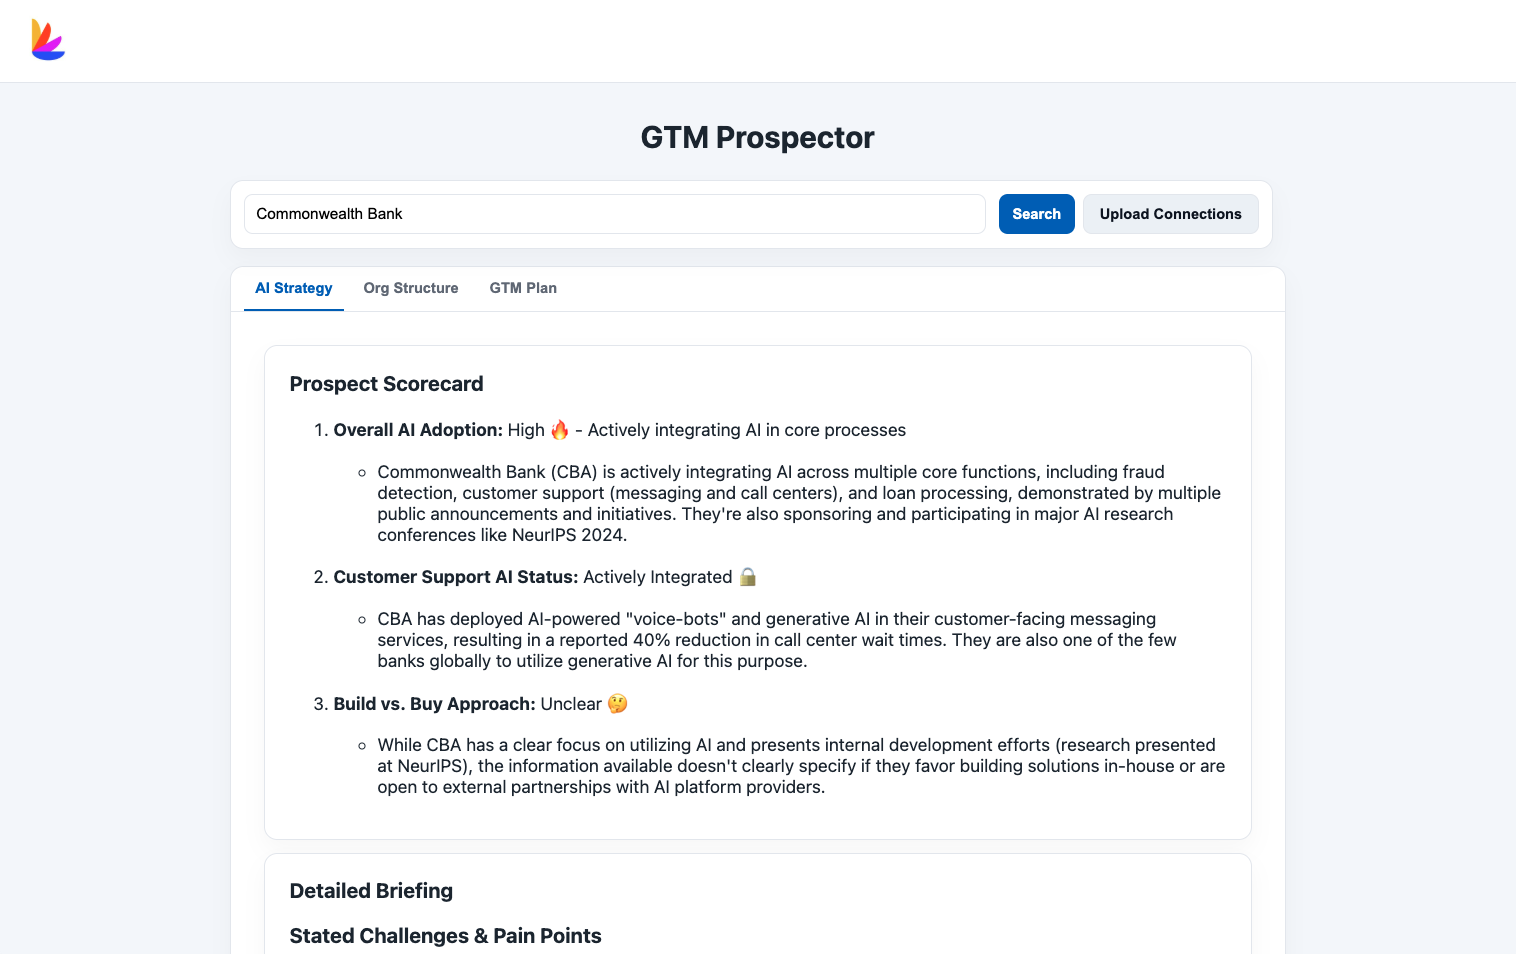 GTM Prospector
Commonwealth Bank
Search
Upload Connections
AI Strategy
Org Structure
GTM Plan
Prospect Scorecard
1. Overall AI Adoption: High 🔥 - Actively integrating AI in core processes
Commonwealth Bank (CBA) is actively integrating AI across multiple core functions, including fraud
detection, customer support (messaging and call centers), and loan processing, demonstrated by multiple
public announcements and initiatives. They're also sponsoring and participating in major AI research
conferences like NeurIPS 2024.
2. Customer Support AI Status: Actively Integrated 🔒
CBA has deployed AI-powered "voice-bots" and generative AI in their customer-facing messaging
services, resulting in a reported 40% reduction in call center wait times. They are also one of the few
banks globally to utilize generative AI for this purpose.
3. Build vs. Buy Approach: Unclear 🤔
While CBA has a clear focus on utilizing AI and presents internal development efforts (research presented
at NeurIPS), the information available doesn't clearly specify if they favor building solutions in-house or are
open to external partnerships with AI platform providers.
Detailed Briefing
Stated Challenges & Pain Points